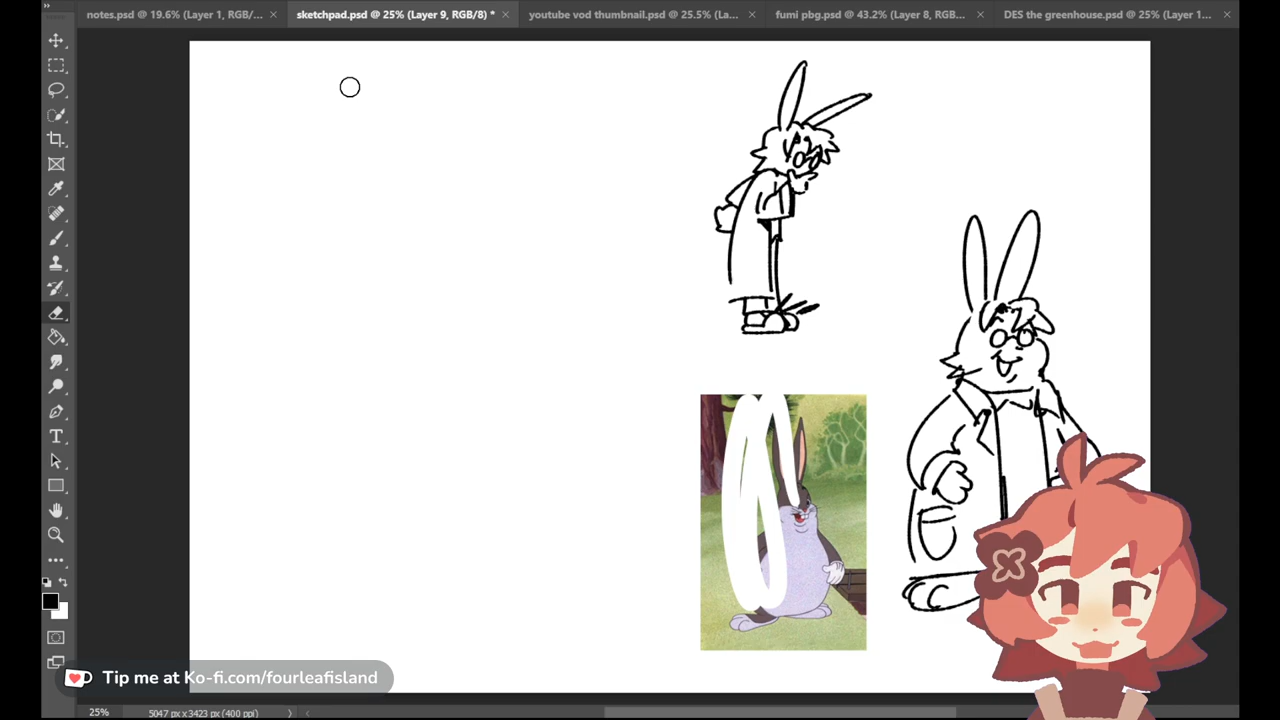 notes.psd @ 19.6% (Layer 1, RGB/...
sketchpad.psd @ 25% (Layer 9, RGB/8) *
youtube vod thumbnail.psd @ 25.5% (La...
fumi pbg.psd @ 43.2% (Layer 8, RGB...
DES the greenhouse.psd @ 25% (Layer 1...
Tip me at Ko-fi.com/fourleafisland
25%
5047 px x 3423 px (400 ppi)